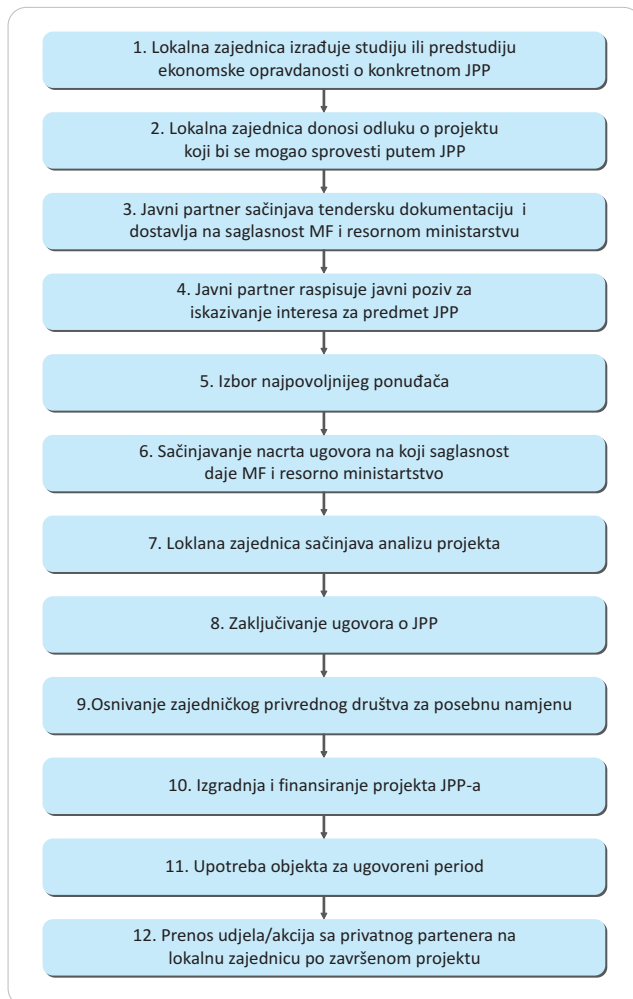 1. Lokalna zajednica izrađuje studiju ili predstudiju
ekonomske opravdanosti o konkretnom JPP
2. Lokalna zajednica donosi odluku o projektu
koji bi se mogao sprovesti putem JPP
3. Javni partner sačinjava tendersku dokumentaciju i
dostavlja na saglasnost MF i resornom ministarstvu
4. Javni partner raspisuje javni poziv za
iskazivanje interesa za predmet JPP
5. Izbor najpovoljnijeg ponuđača
6. Sačinjavanje nacrta ugovora na koji saglasnost
daje MF i resorno ministartstvo
7. Loklana zajednica sačinjava analizu projekta
8. Zaključivanje ugovora o JPP
9.Osnivanje zajedničkog privrednog društva za posebnu namjenu
10. Izgradnja i finansiranje projekta JPP-a
11. Upotreba objekta za ugovoreni period
12. Prenos udjela/akcija sa privatnog partenera na
lokalnu zajednicu po završenom projektu